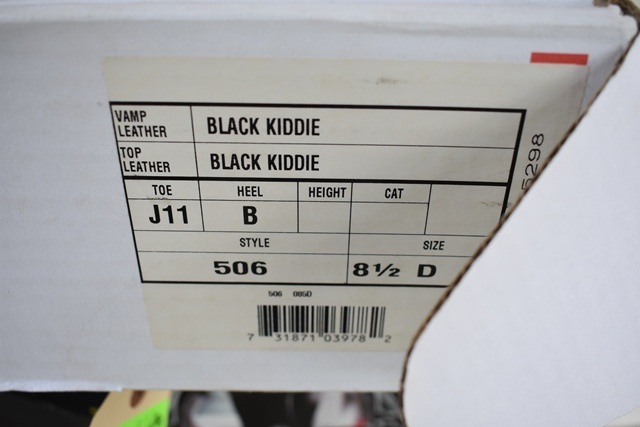 VAMP LEATHER BLACK KIDDIE
TOP LEATHER BLACK KIDDIE
TOE HEEL HEIGHT CAT
J11 B
STYLE SIZE
506 8½ D
506 085D
7 31871 03978 2
5298